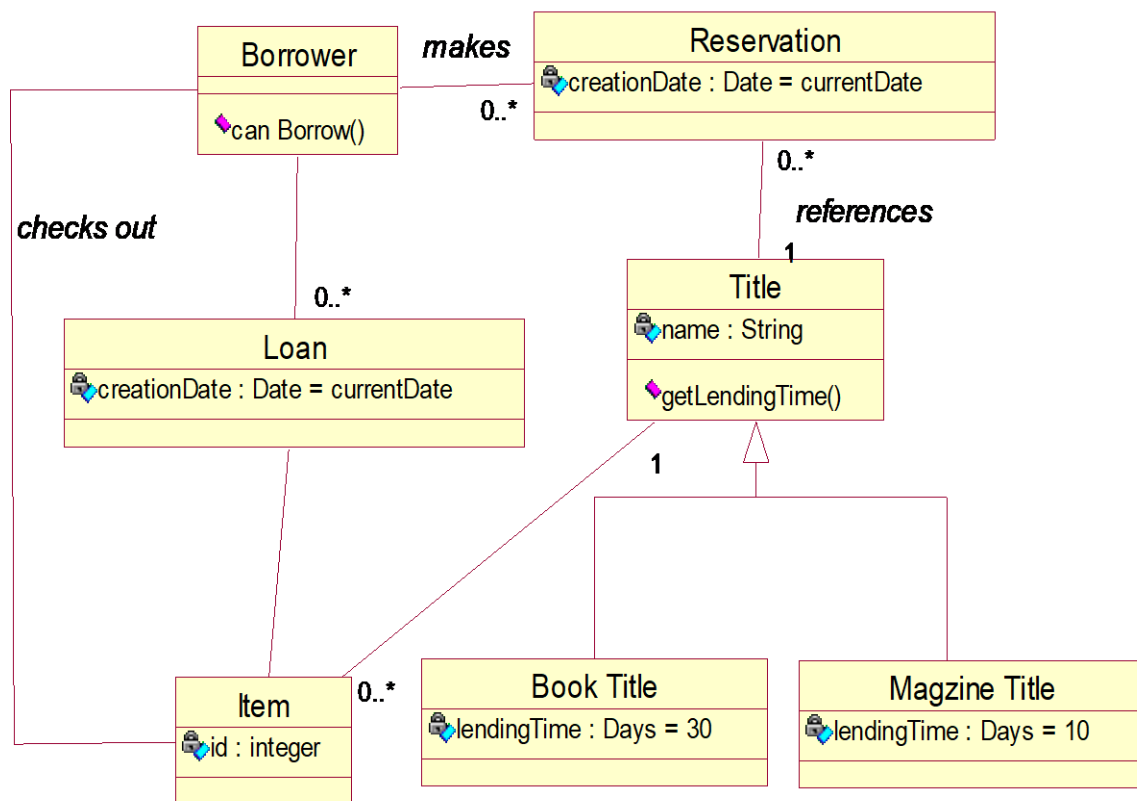 Borrower
can Borrow()
makes
0..*
Reservation
creationDate : Date = currentDate
0..*
references
1
checks out
0..*
Loan
creationDate : Date = currentDate
Title
name : String
getLendingTime()
1
0..*
Item
id : integer
Book Title
lendingTime : Days = 30
Magzine Title
lendingTime : Days = 10